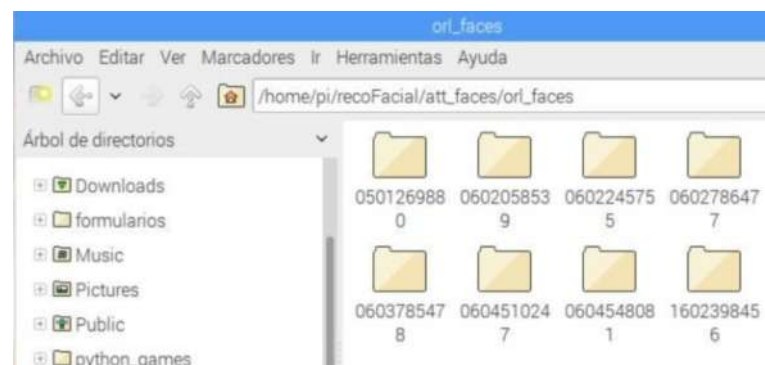 orl_faces
Archivo Editar Ver Marcadores Ir Herramientas Ayuda
/home/pi/recoFacial/att_faces/orl_faces
Árbol de directorios
Downloads
formularios
Music
Pictures
Public
python_games
050126988 060205853 060224575 060278647
0 9 5 7
060378547 060451024 060454808 160239845
8 7 1 6